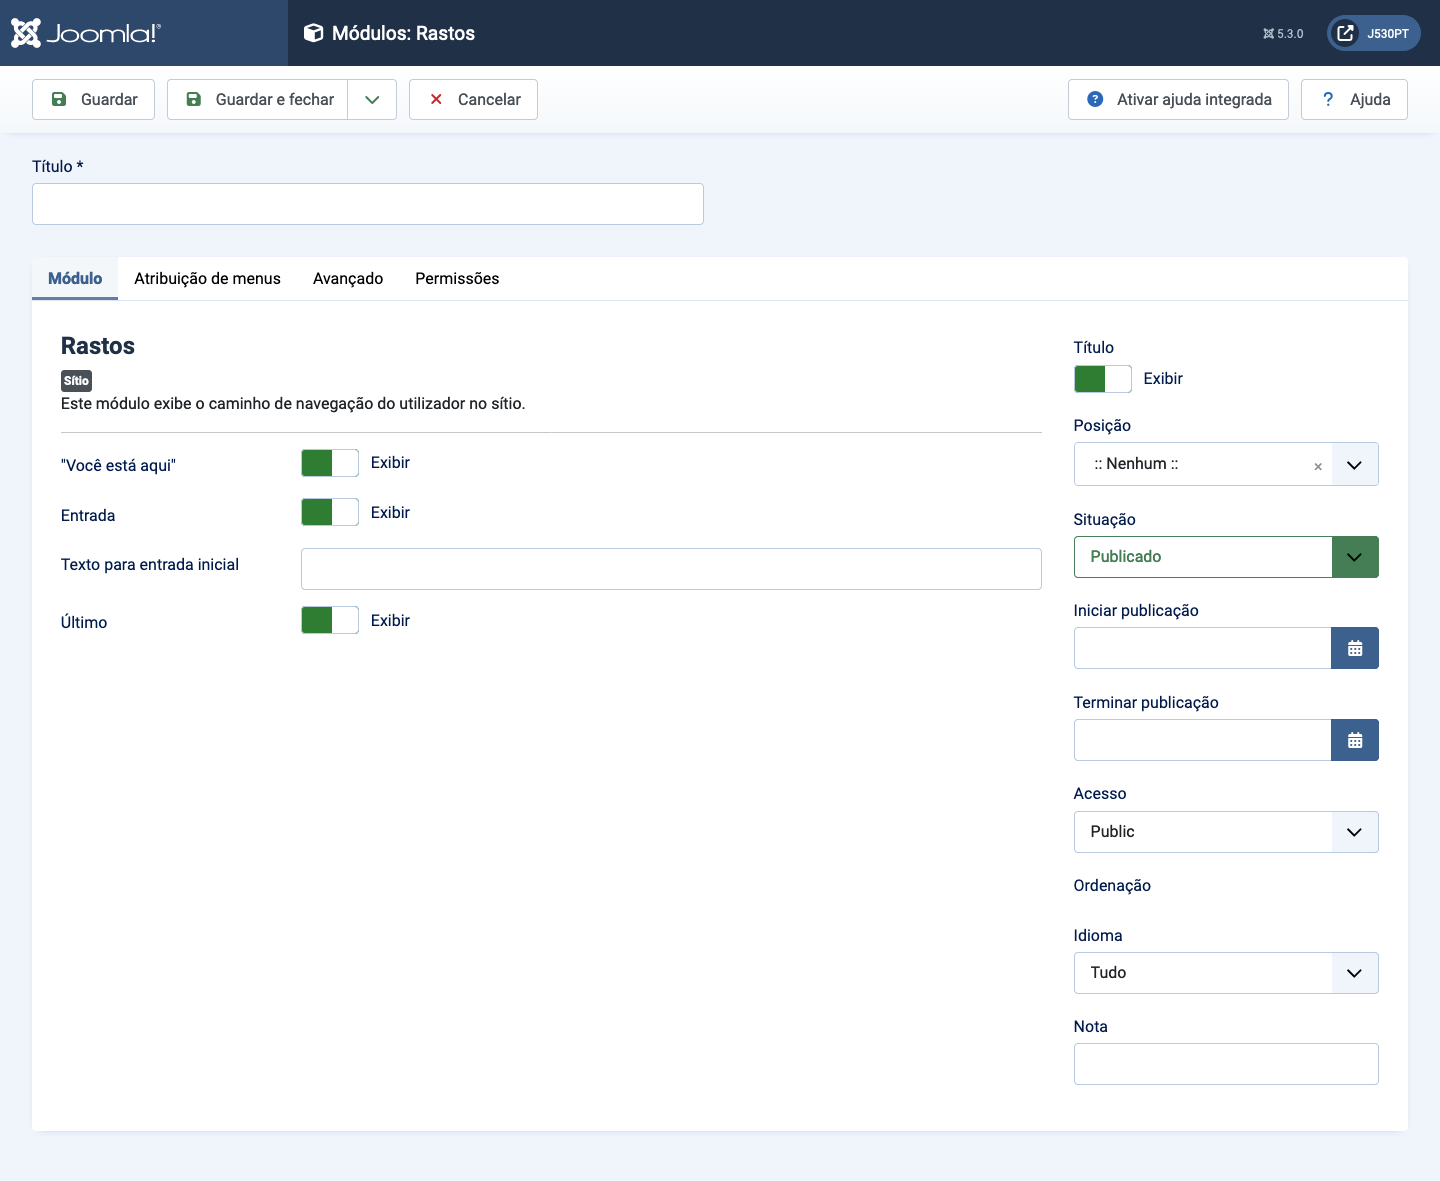 Joomla!®
Módulos: Rastos
5.3.0
J530PT
Guardar
Guardar e fechar
Cancelar
Ativar ajuda integrada
? Ajuda
Título *
Módulo
Atribuição de menus
Avançado
Permissões
Rastos
Sítio
Este módulo exibe o caminho de navegação do utilizador no sítio.
"Você está aqui"
Exibir
Entrada
Exibir
Texto para entrada inicial
Último
Exibir
Título
Exibir
Posição
:: Nenhum ::
×
Situação
Publicado
Iniciar publicação
Terminar publicação
Acesso
Public
Ordenação
Idioma
Tudo
Nota